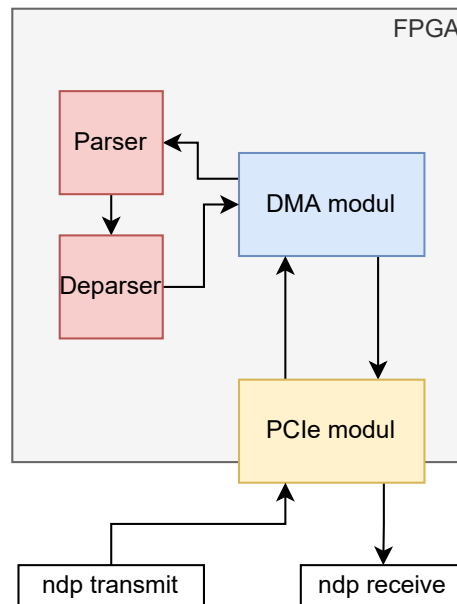 FPGA
Parser
DMA modul
Deparser
PCIe modul
ndp transmit
ndp receive